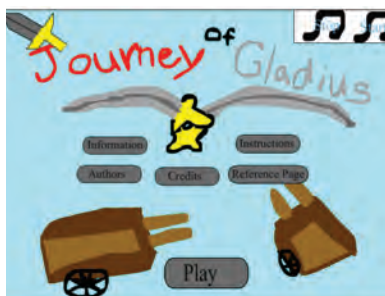 Journey Of Gladius
Information
Instructions
Authors
Credits
Reference Page
Play